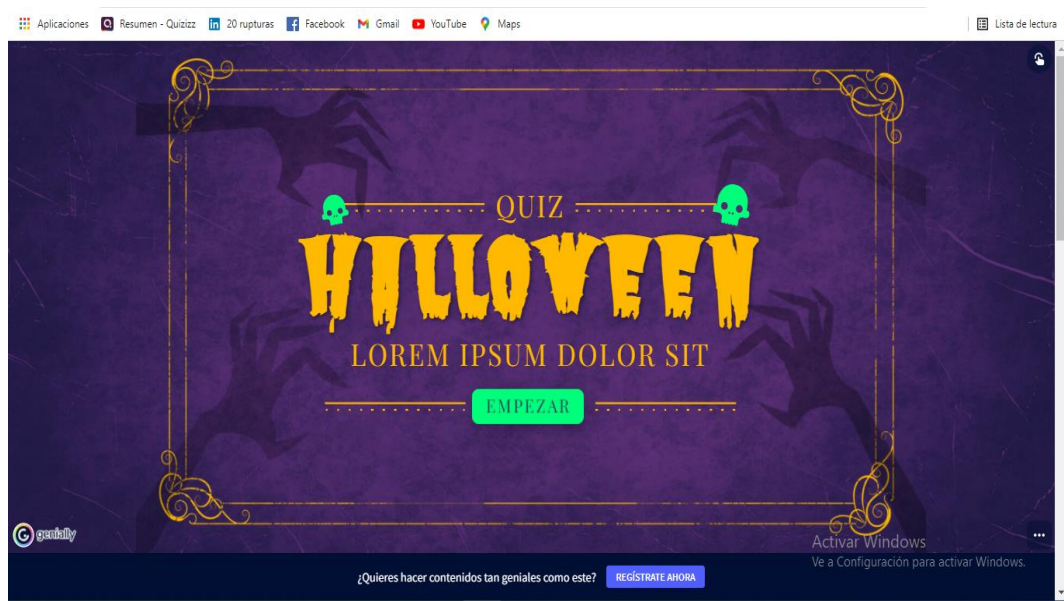 Aplicaciones Resumen - Quizizz 20 rupturas Facebook Gmail YouTube Maps Lista de lectura
QUIZ
HALLOWEEN
LOREM IPSUM DOLOR SIT
EMPEZAR
genially
Activar Windows
Ve a Configuración para activar Windows.
¿Quieres hacer contenidos tan geniales como este? REGÍSTRATE AHORA